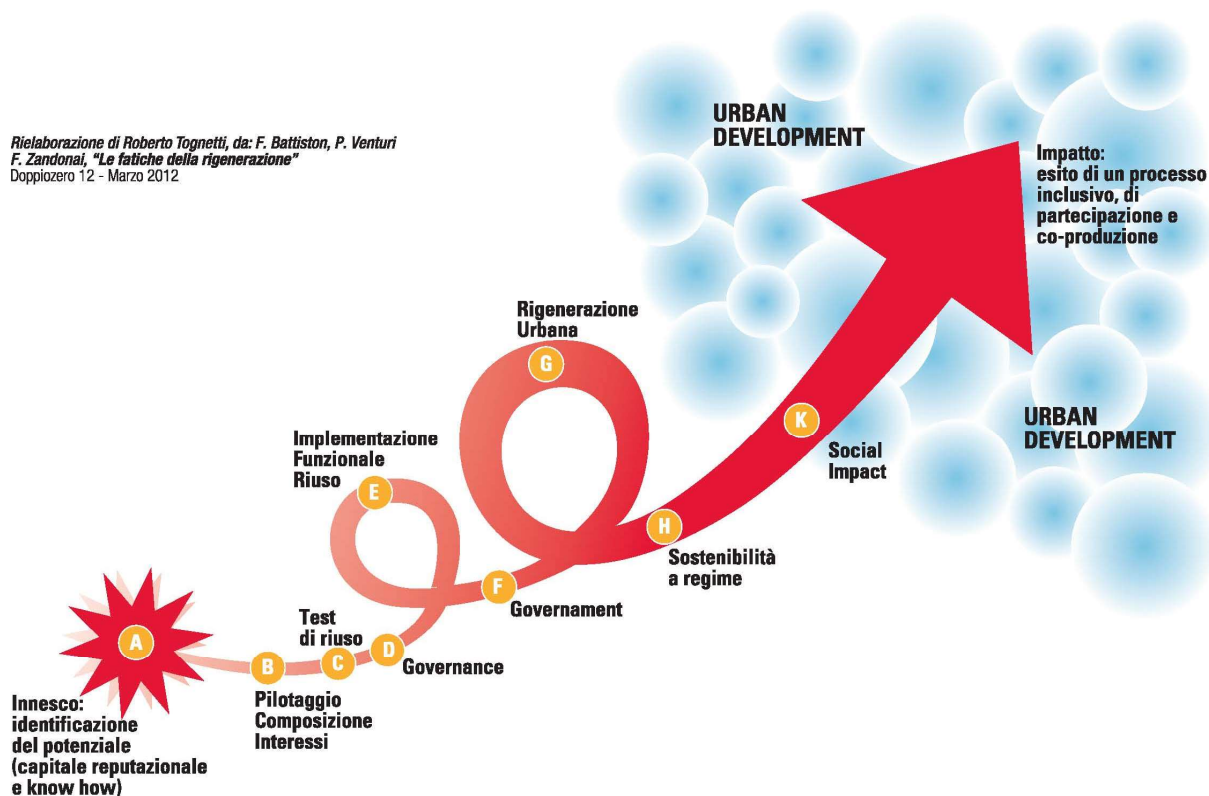 Rielaborazione di Roberto Tognetti, da: F. Battiston, P. Venturi
F. Zandonai, "Le fatiche della rigenerazione"
Doppiozero 12 - Marzo 2012
URBAN
DEVELOPMENT
Impatto:
esito di un processo
inclusivo, di
partecipazione e
co-produzione
Rigenerazione
Urbana
G
Implementazione
Funzionale
Riuso
E
K
Social
Impact
URBAN
DEVELOPMENT
H
Sostenibilità
a regime
F
Governament
Test
di riuso
A
B
C
D
Governance
Pilotaggio
Composizione
Interessi
Innesco:
identificazione
del potenziale
(capitale reputazionale
e know how)